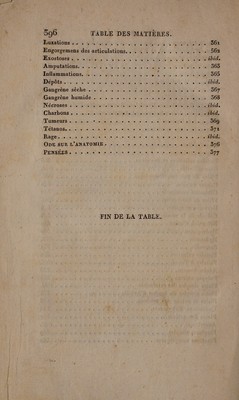 396 TABLE DES MATIÈRES.
Luxations . . . . . . . . . . . . . . . . . . . . 361
Engorgemens des articulations. . . . . . . . . . . 362
Exostoses . . . . . . . . . . . . . . . . . . . . ibid.
Amputations. . . . . . . . . . . . . . . . . . . . 363
Inflammations. . . . . . . . . . . . . . . . . . . 365
Dépôts . . . . . . . . . . . . . . . . . . . . . . ibid.
Gangrène sèche . . . . . . . . . . . . . . . . . . 367
Gangrène humide . . . . . . . . . . . . . . . . . 368
Nécroses . . . . . . . . . . . . . . . . . . . . . ibid.
Charbons . . . . . . . . . . . . . . . . . . . . . ibid.
Tumeurs . . . . . . . . . . . . . . . . . . . . . 369
Tétanos. . . . . . . . . . . . . . . . . . . . . . 371
Rage. . . . . . . . . . . . . . . . . . . . . . . ibid.
ODE SUR L'ANATOMIE . . . . . . . . . . . . . . . . 376
PENSÉES. . . . . . . . . . . . . . . . . . . . . . 377
FIN DE LA TABLE.